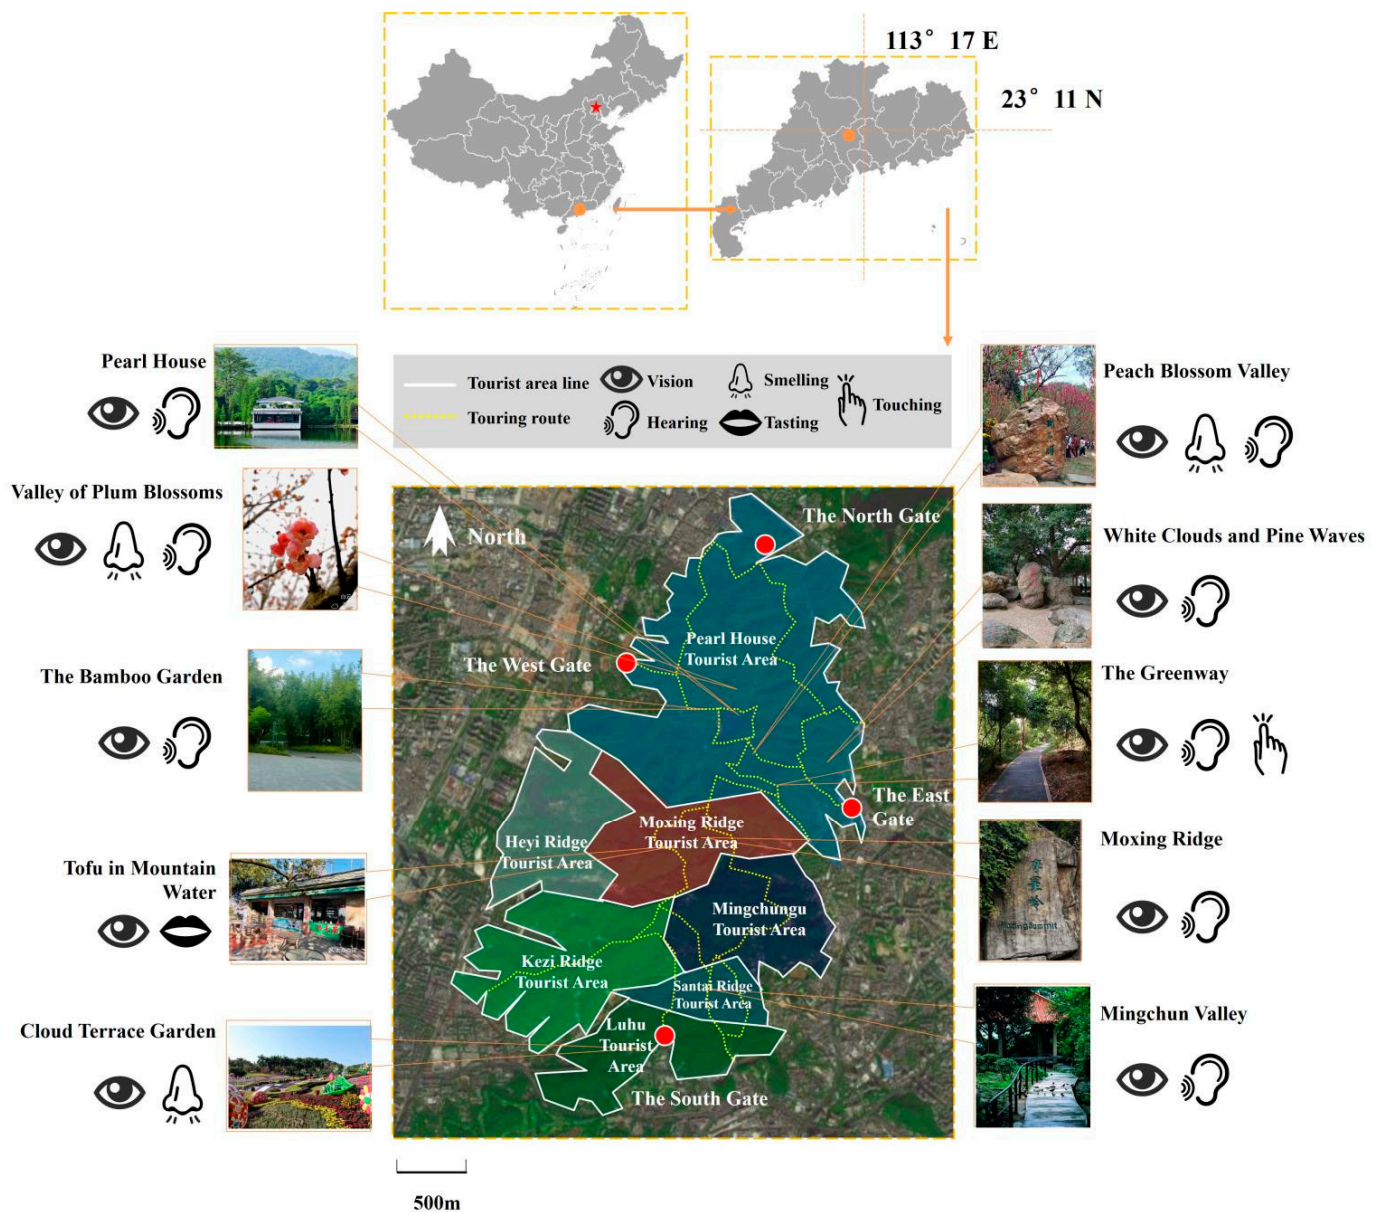 113° 17 E
23° 11 N
Tourist area line
Touring route
Vision
Hearing
Smelling
Tasting
Touching
Pearl House
Valley of Plum Blossoms
The Bamboo Garden
Tofu in Mountain
Water
Cloud Terrace Garden
Peach Blossom Valley
White Clouds and Pine Waves
The Greenway
Moxing Ridge
Mingchun Valley
North
The North Gate
The West Gate
Pearl House
Tourist Area
The East
Gate
Moxing Ridge
Tourist Area
Heyi Ridge
Tourist Area
Mingchungu
Tourist Area
Kezi Ridge
Tourist Area
Santai Ridge
Tourist Area
Luhu
Tourist
Area
The South Gate
500m